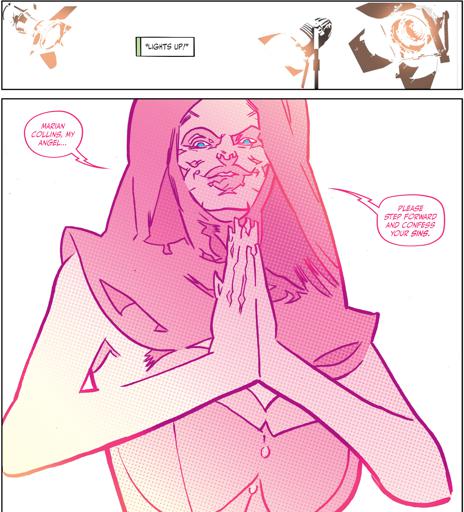 "LIGHTS UP!"
MARIAN
COLLINS, MY
ANGEL...
PLEASE
STEP FORWARD
AND CONFESS
YOUR SINS.